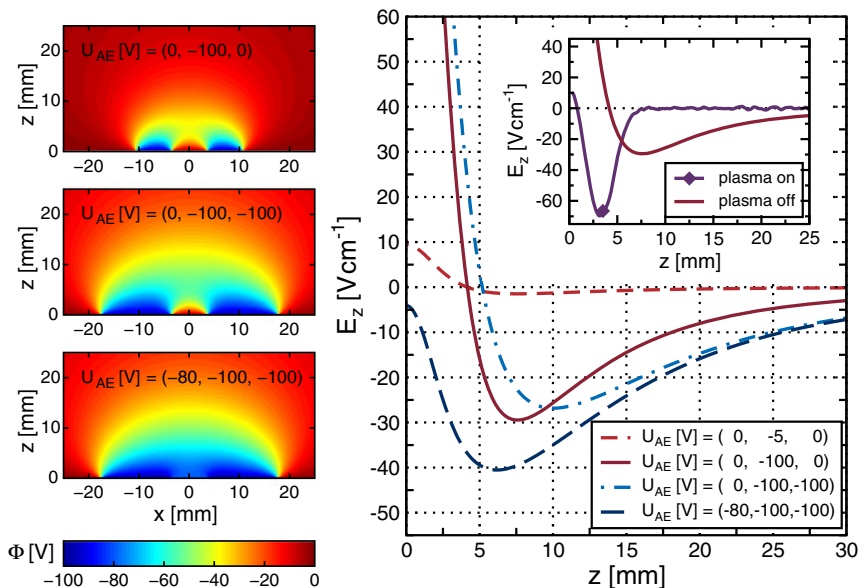 U_AE [V] = (0, −100, 0)
z [mm]
20
10
0
−20 −10 0 10 20
U_AE [V] = (0, −100, −100)
z [mm]
20
10
0
−20 −10 0 10 20
U_AE [V] = (−80, −100, −100)
z [mm]
20
10
0
−20 −10 0 10 20
x [mm]
Φ [V]
−100 −80 −60 −40 −20 0
E_z [Vcm⁻¹]
60
50
40
30
20
10
0
-10
-20
-30
-40
-50
0 5 10 15 20 25 30
z [mm]
E_z [Vcm⁻¹]
40
20
0
-20
-40
-60
0 5 10 15 20 25
z [mm]
plasma on
plasma off
U_AE [V] = ( 0, -5, 0)
U_AE [V] = ( 0, -100, 0)
U_AE [V] = ( 0, -100,-100)
U_AE [V] = (-80,-100,-100)